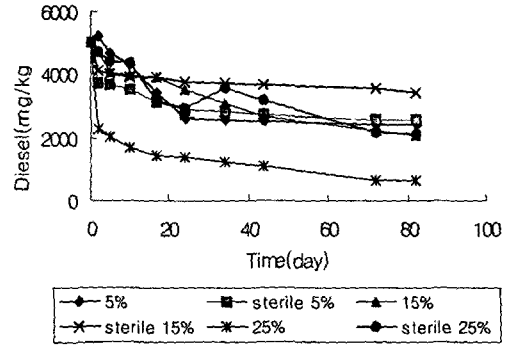 6000
4000
2000
0
Diesel(mg/kg)
0 20 40 60 80 100
Time(day)
5% sterile 5% 15%
sterile 15% 25% sterile 25%